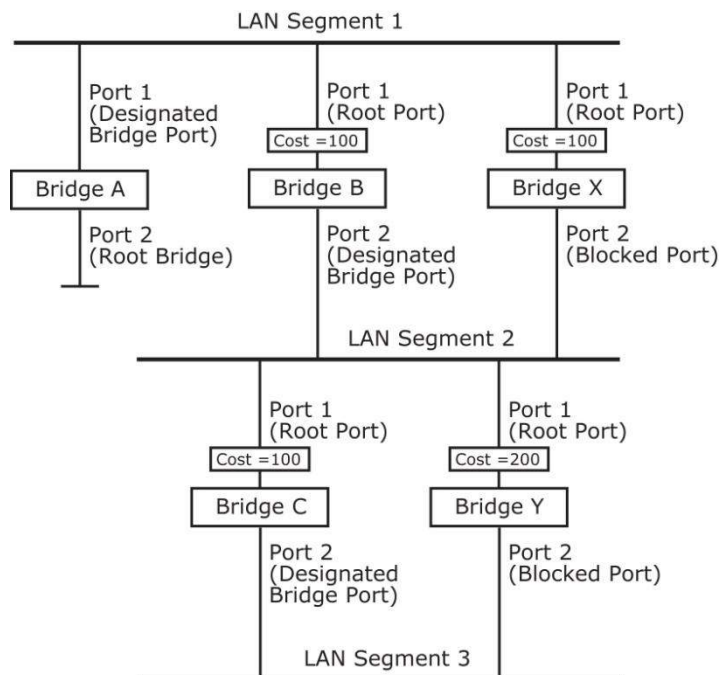 LAN Segment 1
Port 1
(Designated
Bridge Port)
Port 1
(Root Port)
Cost =100
Port 1
(Root Port)
Cost =100
Bridge A
Bridge B
Bridge X
Port 2
(Root Bridge)
Port 2
(Designated
Bridge Port)
Port 2
(Blocked Port)
LAN Segment 2
Port 1
(Root Port)
Cost =100
Port 1
(Root Port)
Cost =200
Bridge C
Bridge Y
Port 2
(Designated
Bridge Port)
Port 2
(Blocked Port)
LAN Segment 3